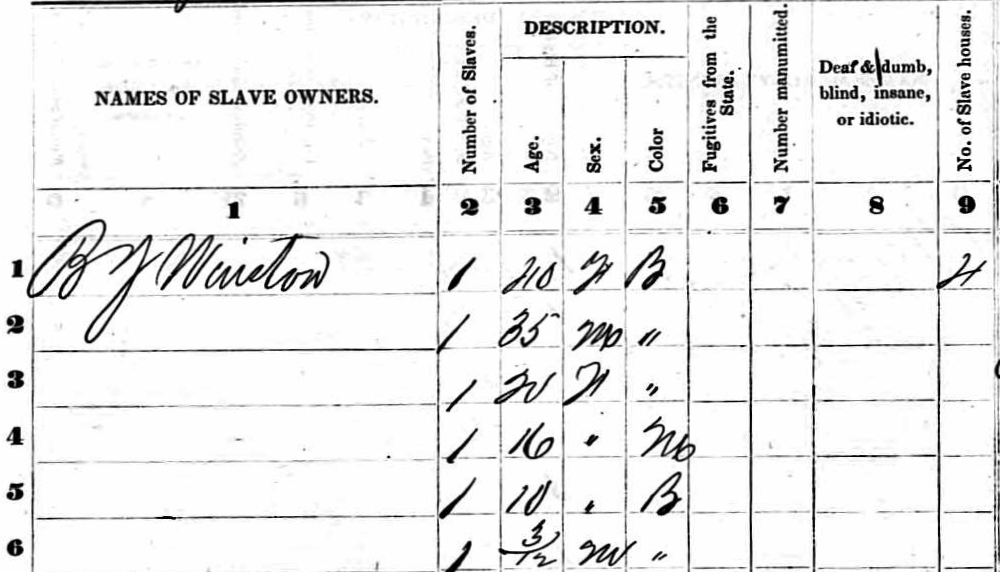 NAMES OF SLAVE OWNERS. Number of Slaves. DESCRIPTION. Fugitives from the State. Number manumitted. Deaf & dumb, blind, insane, or idiotic. No. of Slave houses.
Age. Sex. Color
1 2 3 4 5 6 7 8 9
1 B J Winston 1 40 F B 4
2 1 35 M "
3 1 20 F "
4 1 16 " M
5 1 10 " B
6 1 3/12 M "